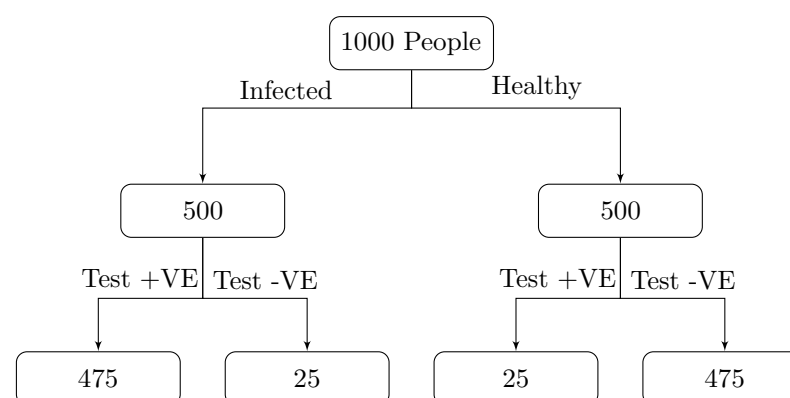 1000 People
Infected
Healthy
500
500
Test +VE
Test -VE
Test +VE
Test -VE
475
25
25
475